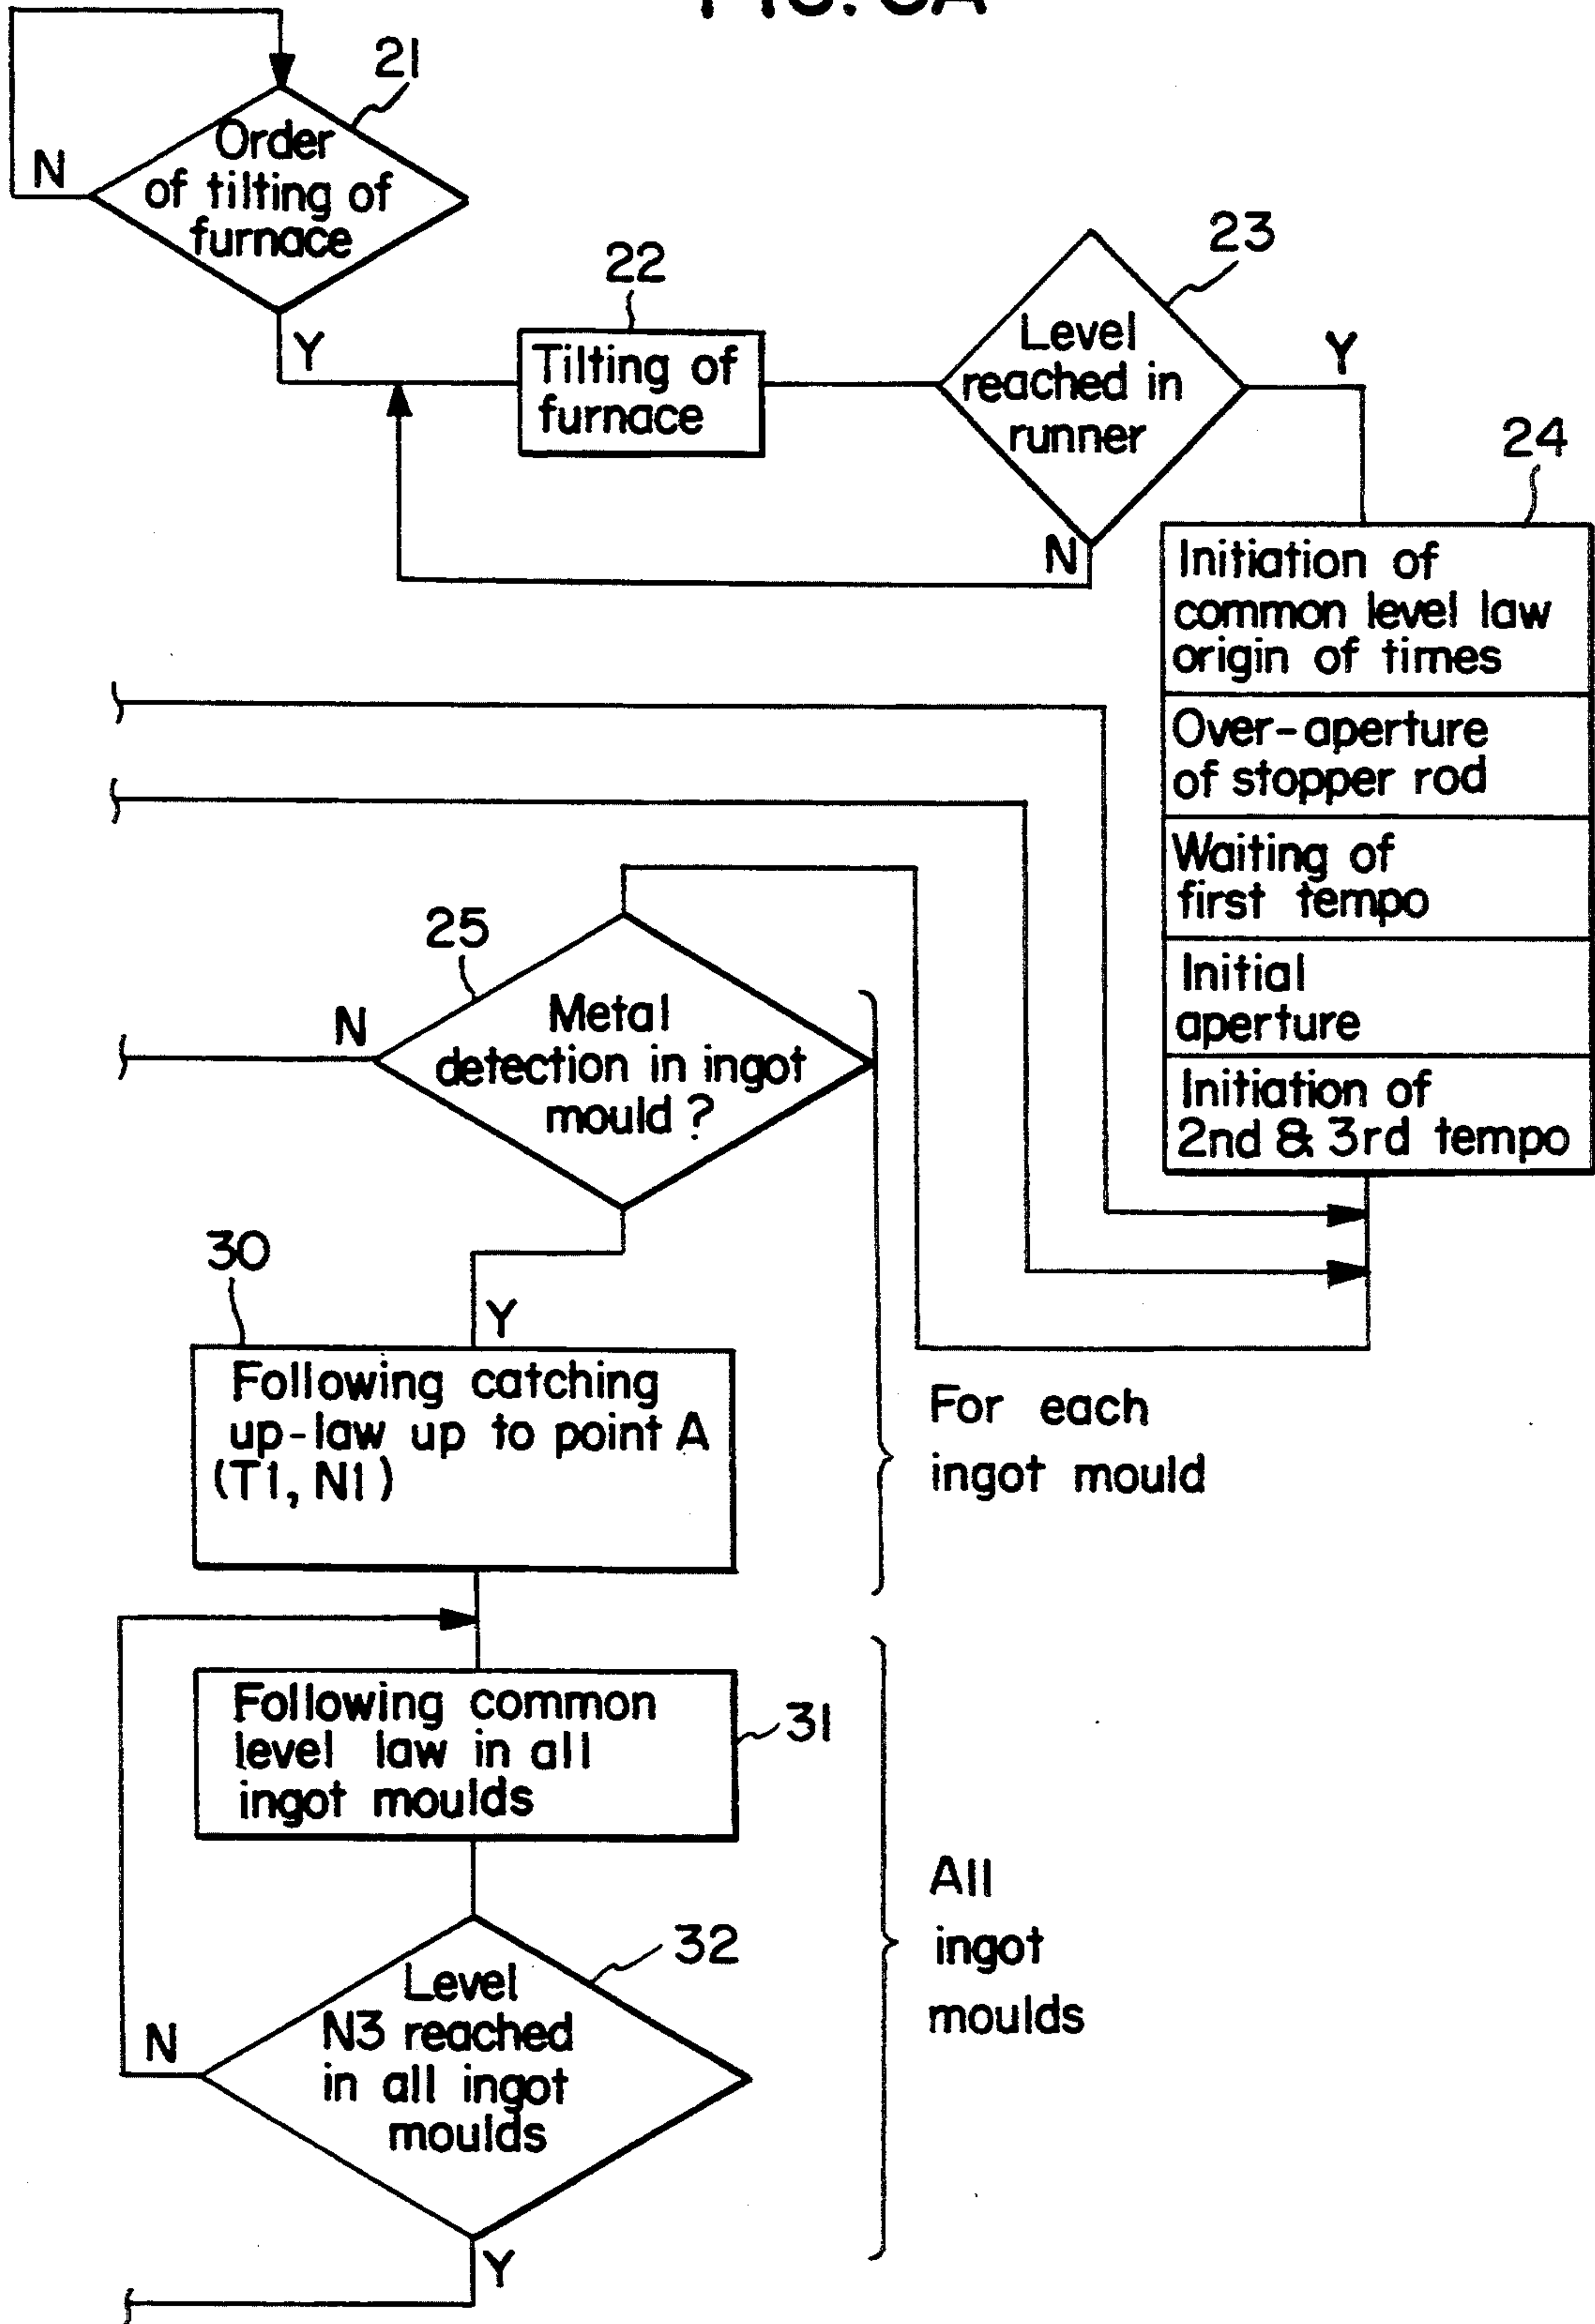 21
Order
of tilting of
furnace
N
Y
22
Tilting of
furnace
23
Level
reached in
runner
Y
N
24
Initiation of
common level law
origin of times
Over-aperture
of stopper rod
Waiting of
first tempo
Initial
aperture
Initiation of
2nd & 3rd tempo
25
Metal
detection in ingot
mould ?
N
Y
30
Following catching
up-law up to point A
(T1, N1)
For each
ingot mould
Following common
level law in all
ingot moulds
31
32
Level
N3 reached
in all ingot
moulds
N
Y
All
ingot
moulds